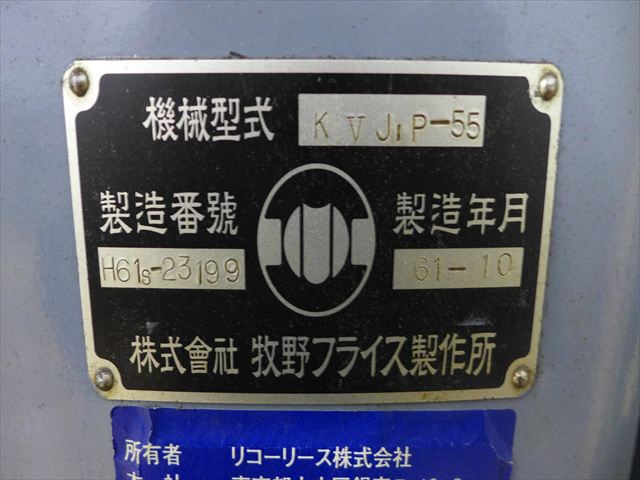 機械型式 KVJ1P-55
製造番號 製造年月
H61s-23199 61-10
株式會社 牧野フライス製作所
所有者 リコーリース株式会社